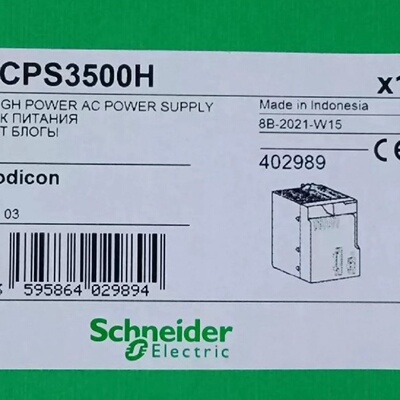 CPS3500H
x1
GH POWER AC POWER SUPPLY
Made in Indonesia
К ПИТАНИЯ
8B-2021-W15
Т БЛОГЫ
402989
CE
odicon
03
595864 029894
Schneider
Electric